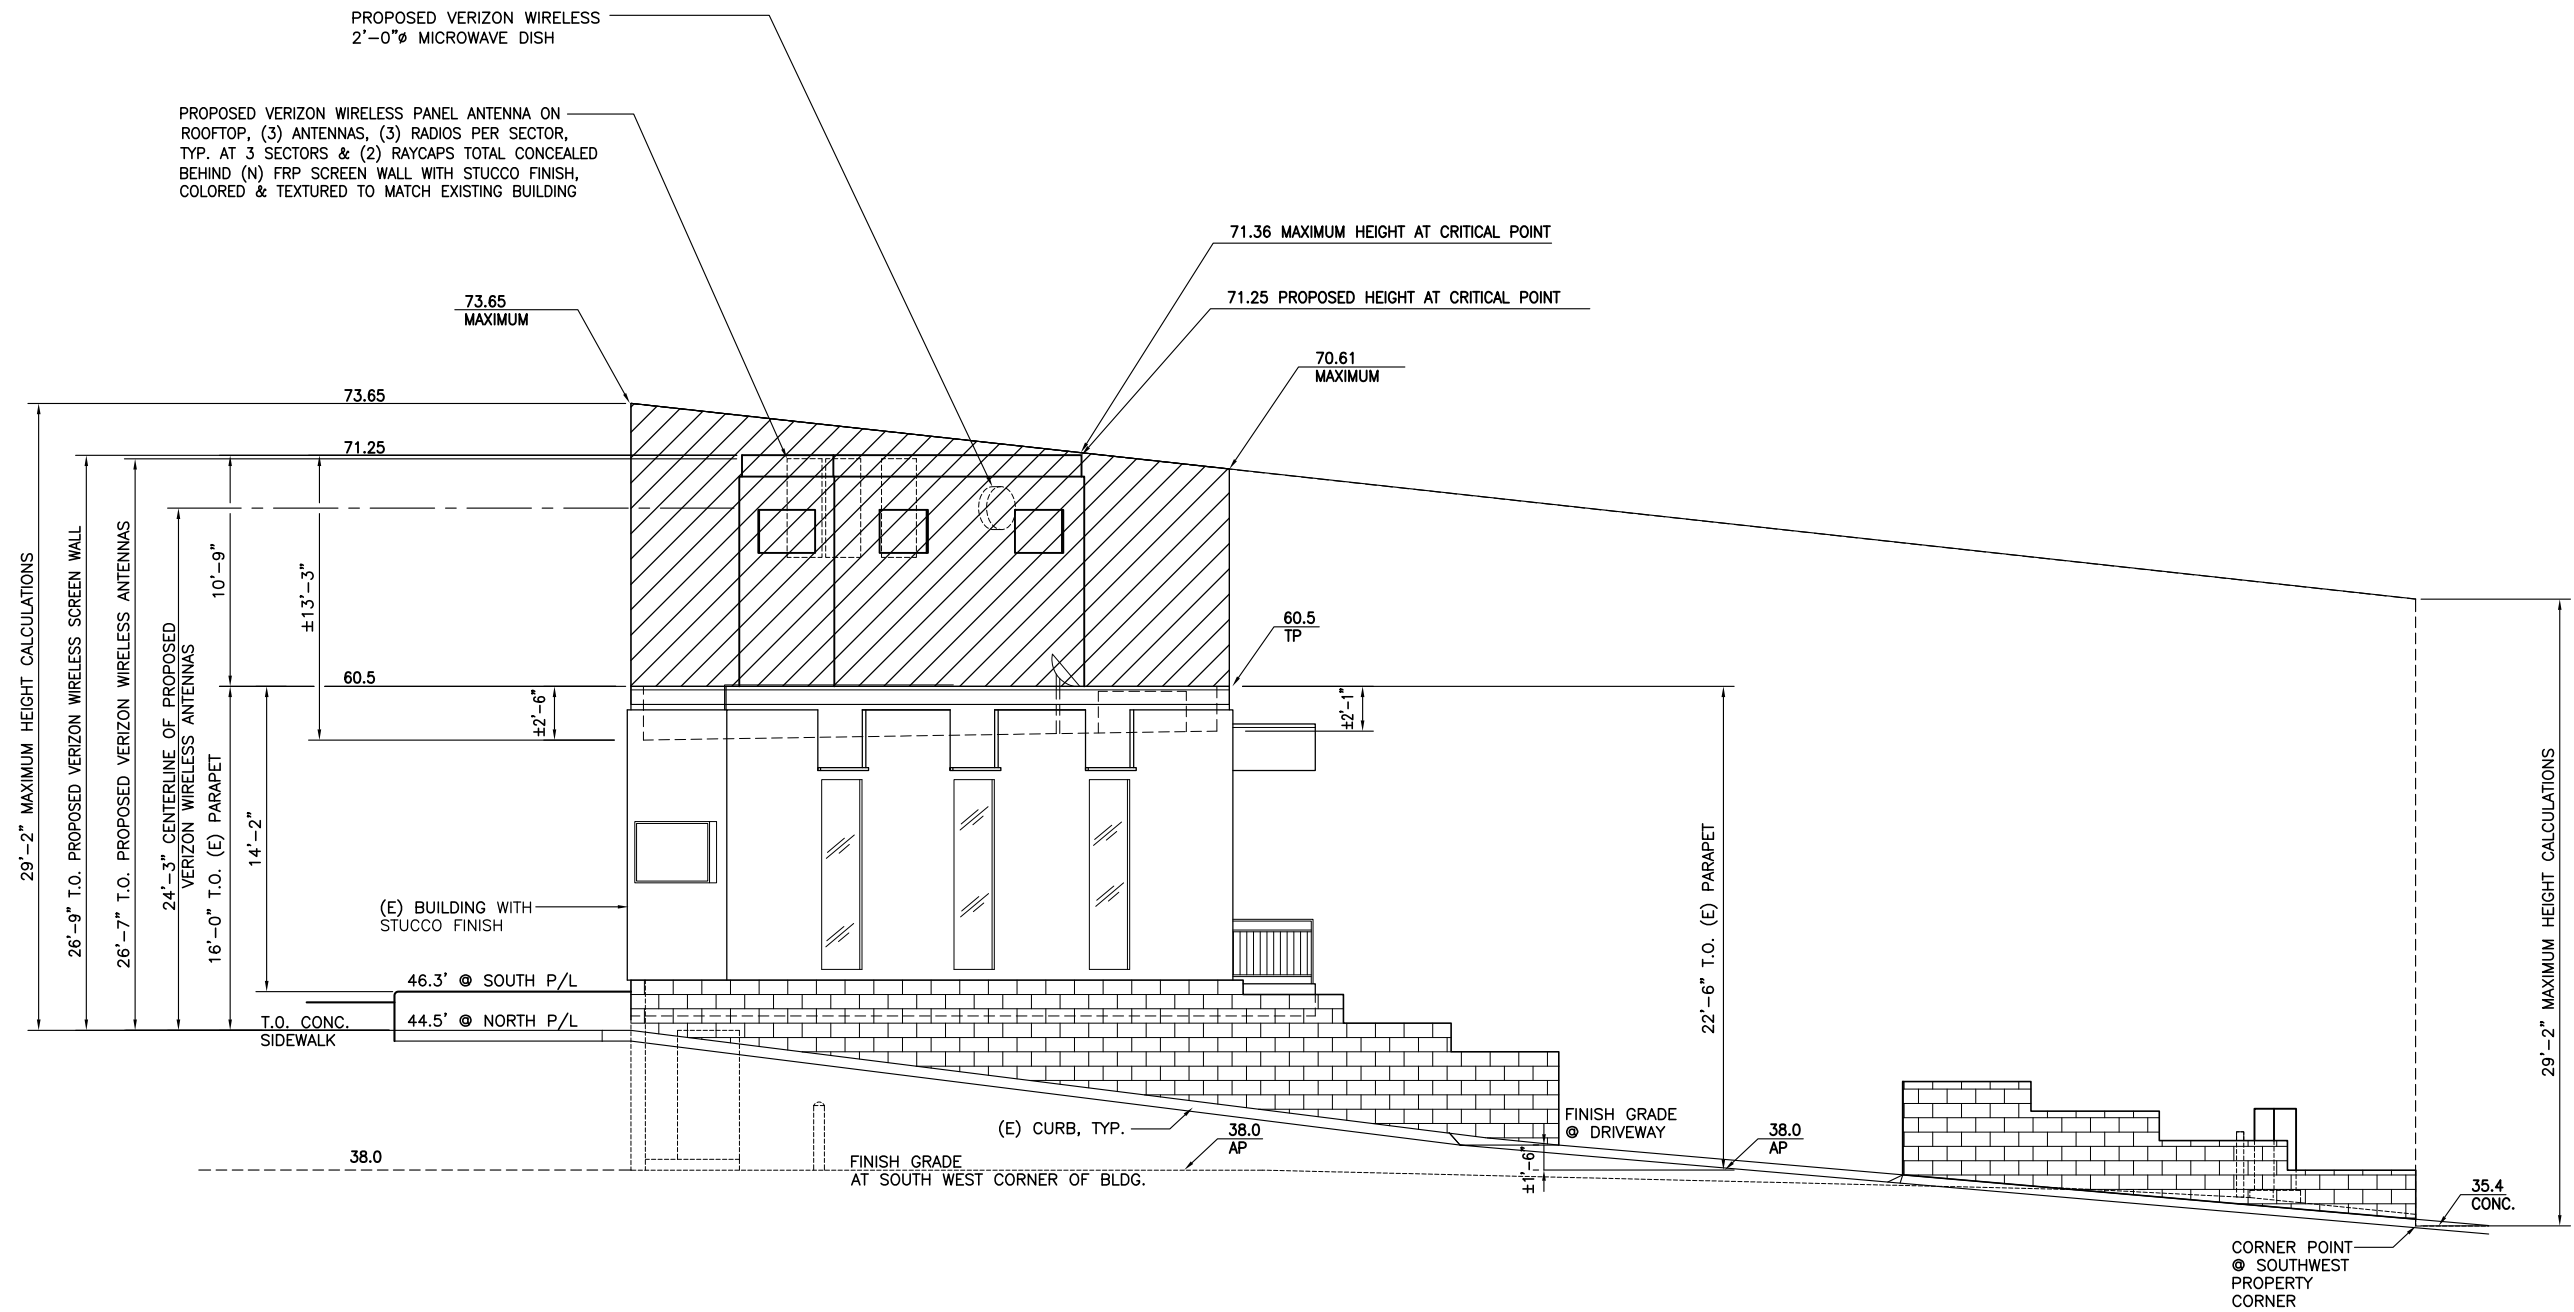 PROPOSED VERIZON WIRELESS
2'-0"ø MICROWAVE DISH
PROPOSED VERIZON WIRELESS PANEL ANTENNA ON
ROOFTOP, (3) ANTENNAS, (3) RADIOS PER SECTOR,
TYP. AT 3 SECTORS & (2) RAYCAPS TOTAL CONCEALED
BEHIND (N) FRP SCREEN WALL WITH STUCCO FINISH,
COLORED & TEXTURED TO MATCH EXISTING BUILDING
71.36 MAXIMUM HEIGHT AT CRITICAL POINT
71.25 PROPOSED HEIGHT AT CRITICAL POINT
73.65
MAXIMUM
70.61
MAXIMUM
73.65
71.25
60.5
60.5
TP
29'-2" MAXIMUM HEIGHT CALCULATIONS
26'-9" T.O. PROPOSED VERIZON WIRELESS SCREEN WALL
26'-7" T.O. PROPOSED VERIZON WIRELESS ANTENNAS
24'-3" CENTERLINE OF PROPOSED
VERIZON WIRELESS ANTENNAS
10'-9"
16'-0" T.O. (E) PARAPET
14'-2"
±13'-3"
±2'-6"
±2'-1"
22'-6" T.O. (E) PARAPET
29'-2" MAXIMUM HEIGHT CALCULATIONS
(E) BUILDING WITH
STUCCO FINISH
46.3' @ SOUTH P/L
44.5' @ NORTH P/L
T.O. CONC.
SIDEWALK
(E) CURB, TYP.
38.0
AP
FINISH GRADE
@ DRIVEWAY
38.0
AP
±1'-6"
38.0
FINISH GRADE
AT SOUTH WEST CORNER OF BLDG.
35.4
CONC.
CORNER POINT
@ SOUTHWEST
PROPERTY
CORNER